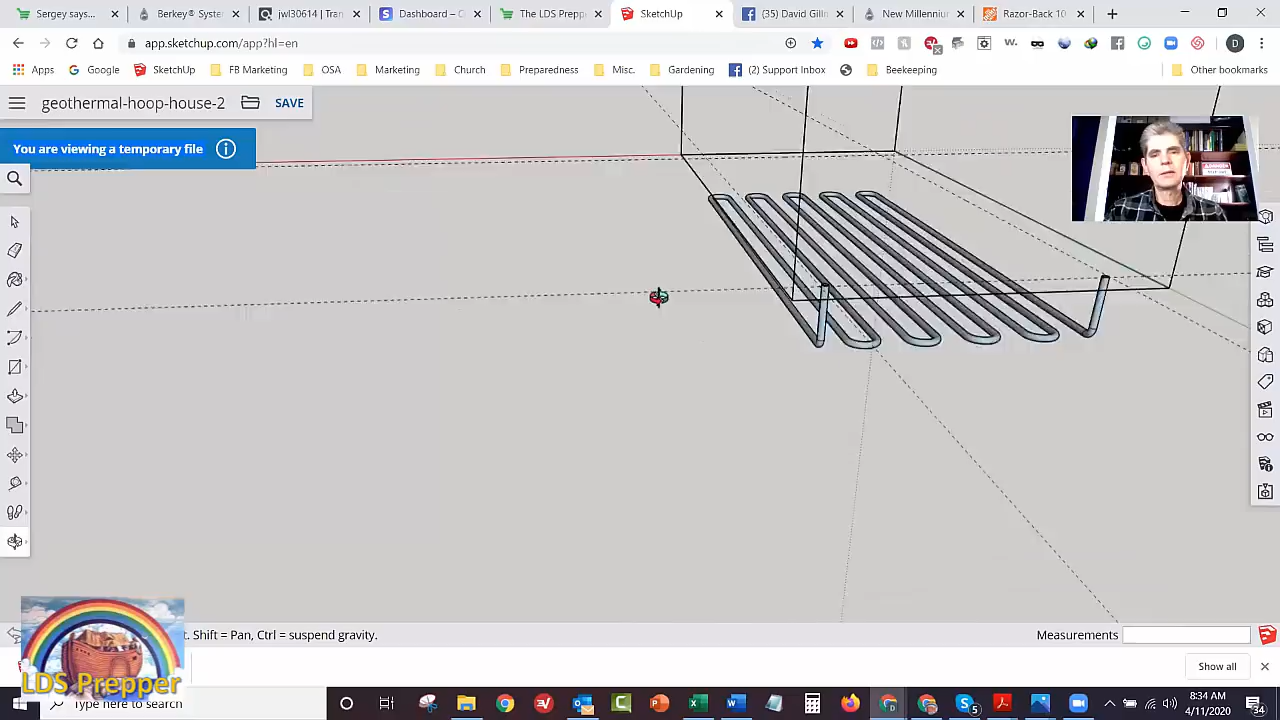 Sergey says...
Berkey® Syste
jwl80614 | Tran
Dashboard – G
The LDS Prepp
SketchUp
(35) David Gilm
New Millenniu
Razor-Back 10
app.sketchup.com/app?hl=en
Apps
Google
SketchUp
FB Marketing
OSA
Marketing
Church
Preparedness
Misc.
Gardening
(2) Support Inbox
Beekeeping
Other bookmarks
geothermal-hoop-house-2
SAVE
You are viewing a temporary file
t. Shift = Pan, Ctrl = suspend gravity.
Measurements
Show all
LDS Prepper
Type here to search
8:34 AM
4/11/2020